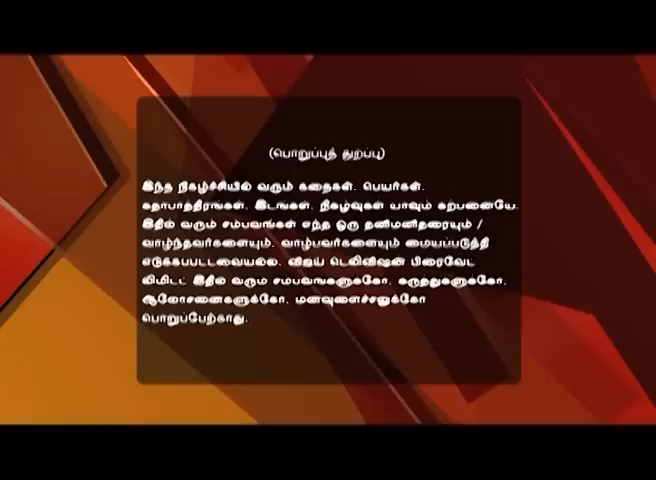 (பொறுப்புத் துறப்பு)
இந்த நிகழ்ச்சியில் வரும் கதைகள், பெயர்கள்,
கதாபாத்திரங்கள், இடங்கள், நிகழ்வுகள் யாவும் கற்பனையே.
இதில் வரும் சம்பவங்கள் எந்த ஒரு தனிமனிதரையும் /
வாழ்ந்தவர்களையும், வாழ்பவர்களையும் மையப்படுத்தி
எடுக்கப்பட்டவையல்ல. விஜய் டெலிவிஷன் பிரைவேட்
லிமிடட் இதில் வரும் சம்பவங்களுக்கோ, கருத்துகளுக்கோ,
ஆலோசனைகளுக்கோ, மனவுளைச்சலுக்கோ
பொறுப்பேற்காது.